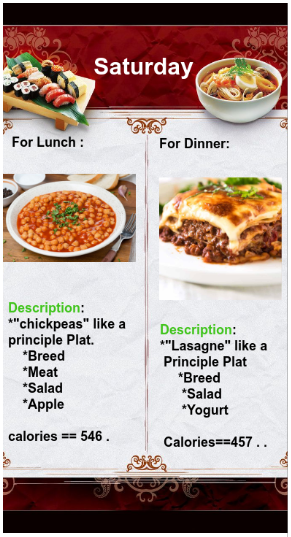 Saturday
For Lunch :
Description:
*"chickpeas" like a
principle Plat.
*Breed
*Meat
*Salad
*Apple
calories == 546 .
For Dinner:
Description:
*"Lasagne" like a
Principle Plat
*Breed
*Salad
*Yogurt
Calories==457 . .